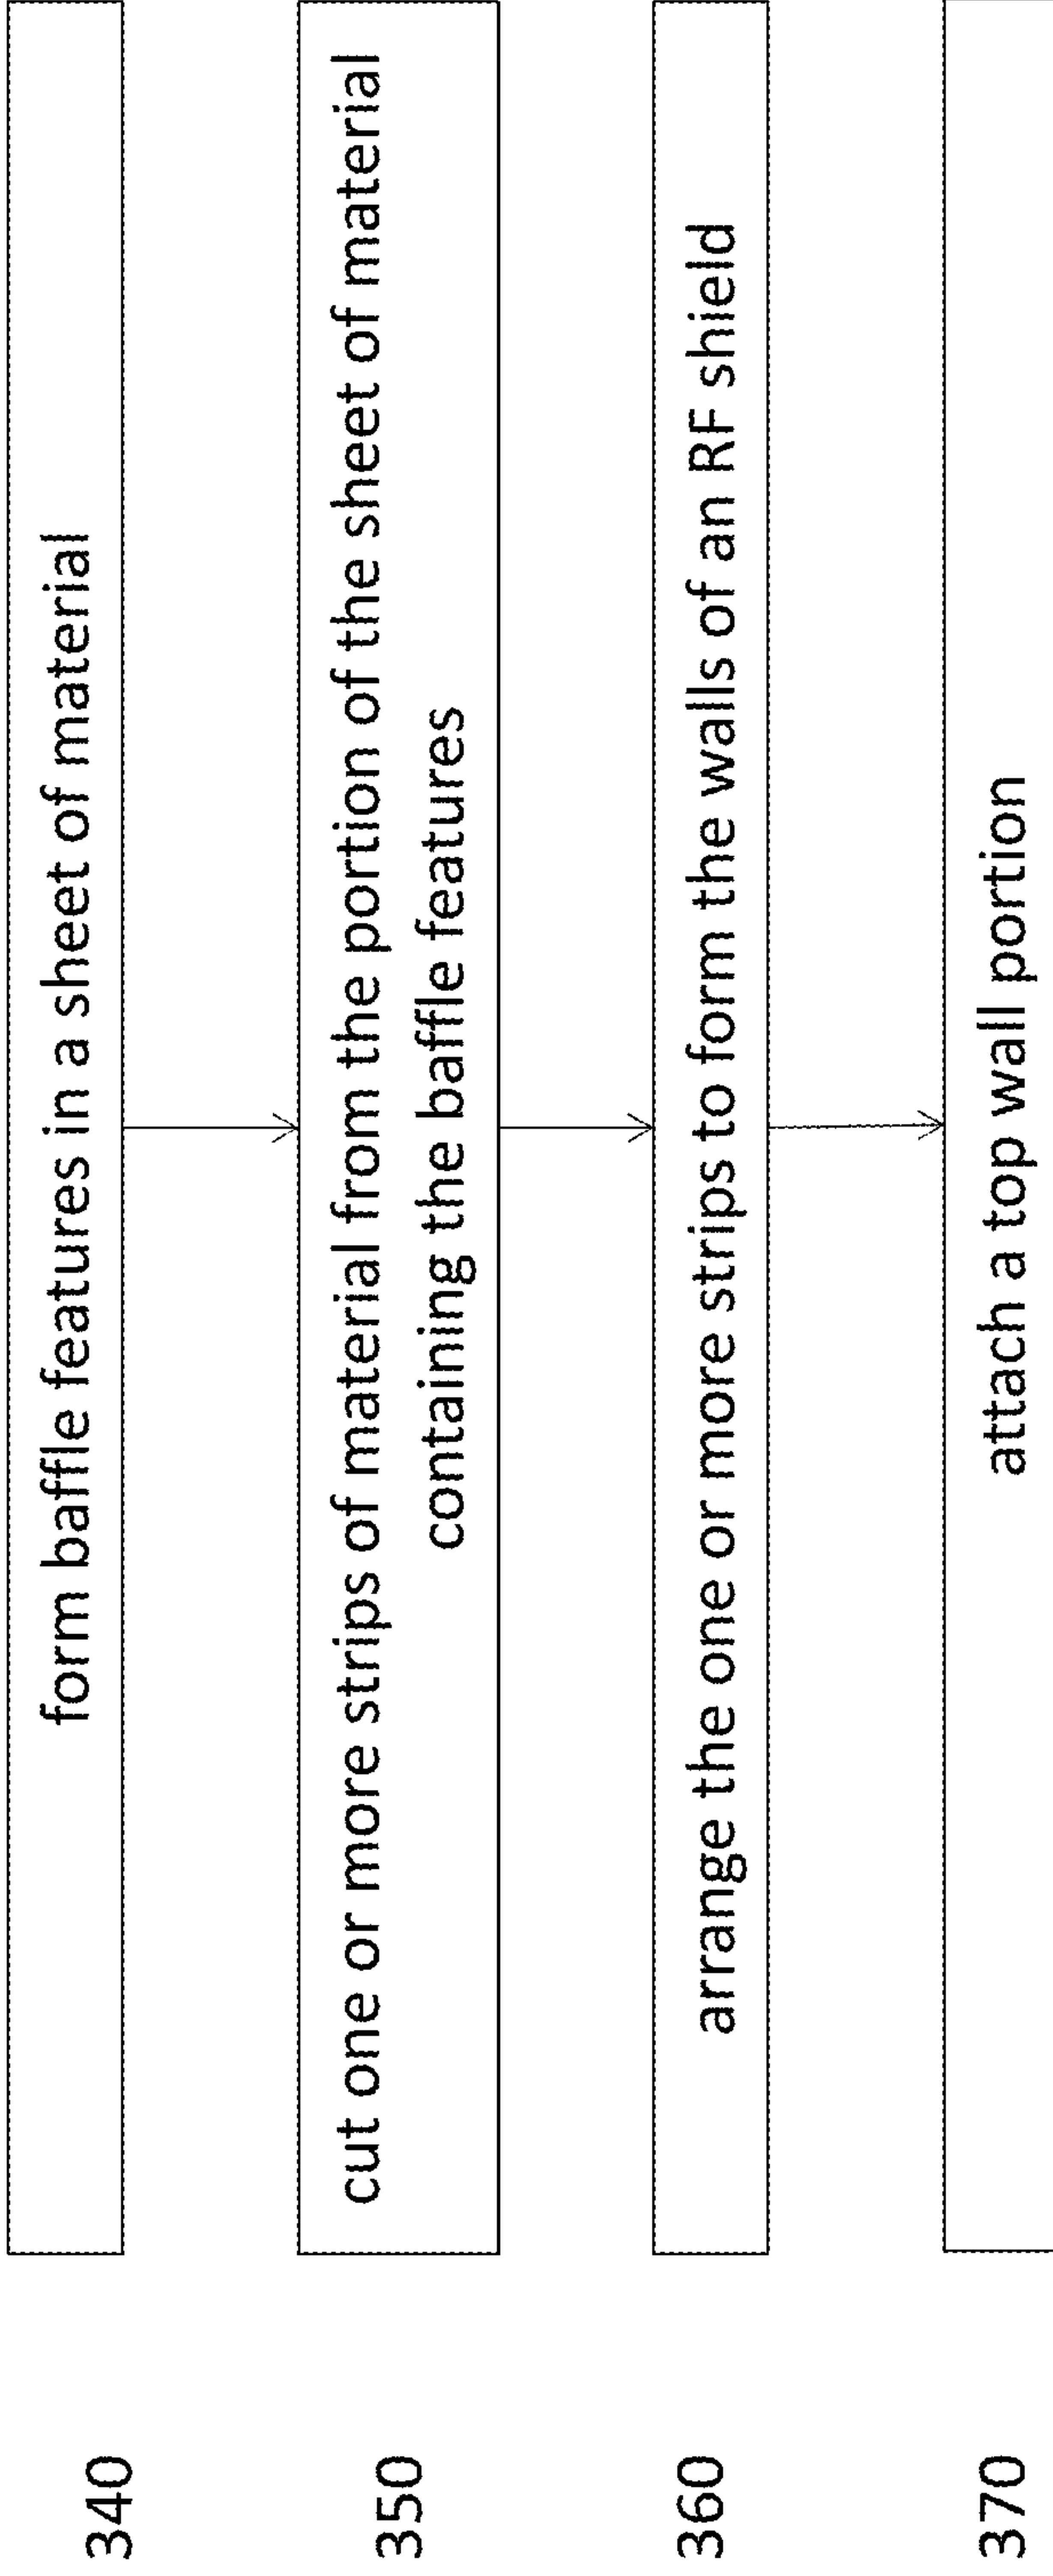 340
form baffle features in a sheet of material
350
cut one or more strips of material from the portion of the sheet of material
containing the baffle features
360
arrange the one or more strips to form the walls of an RF shield
370
attach a top wall portion